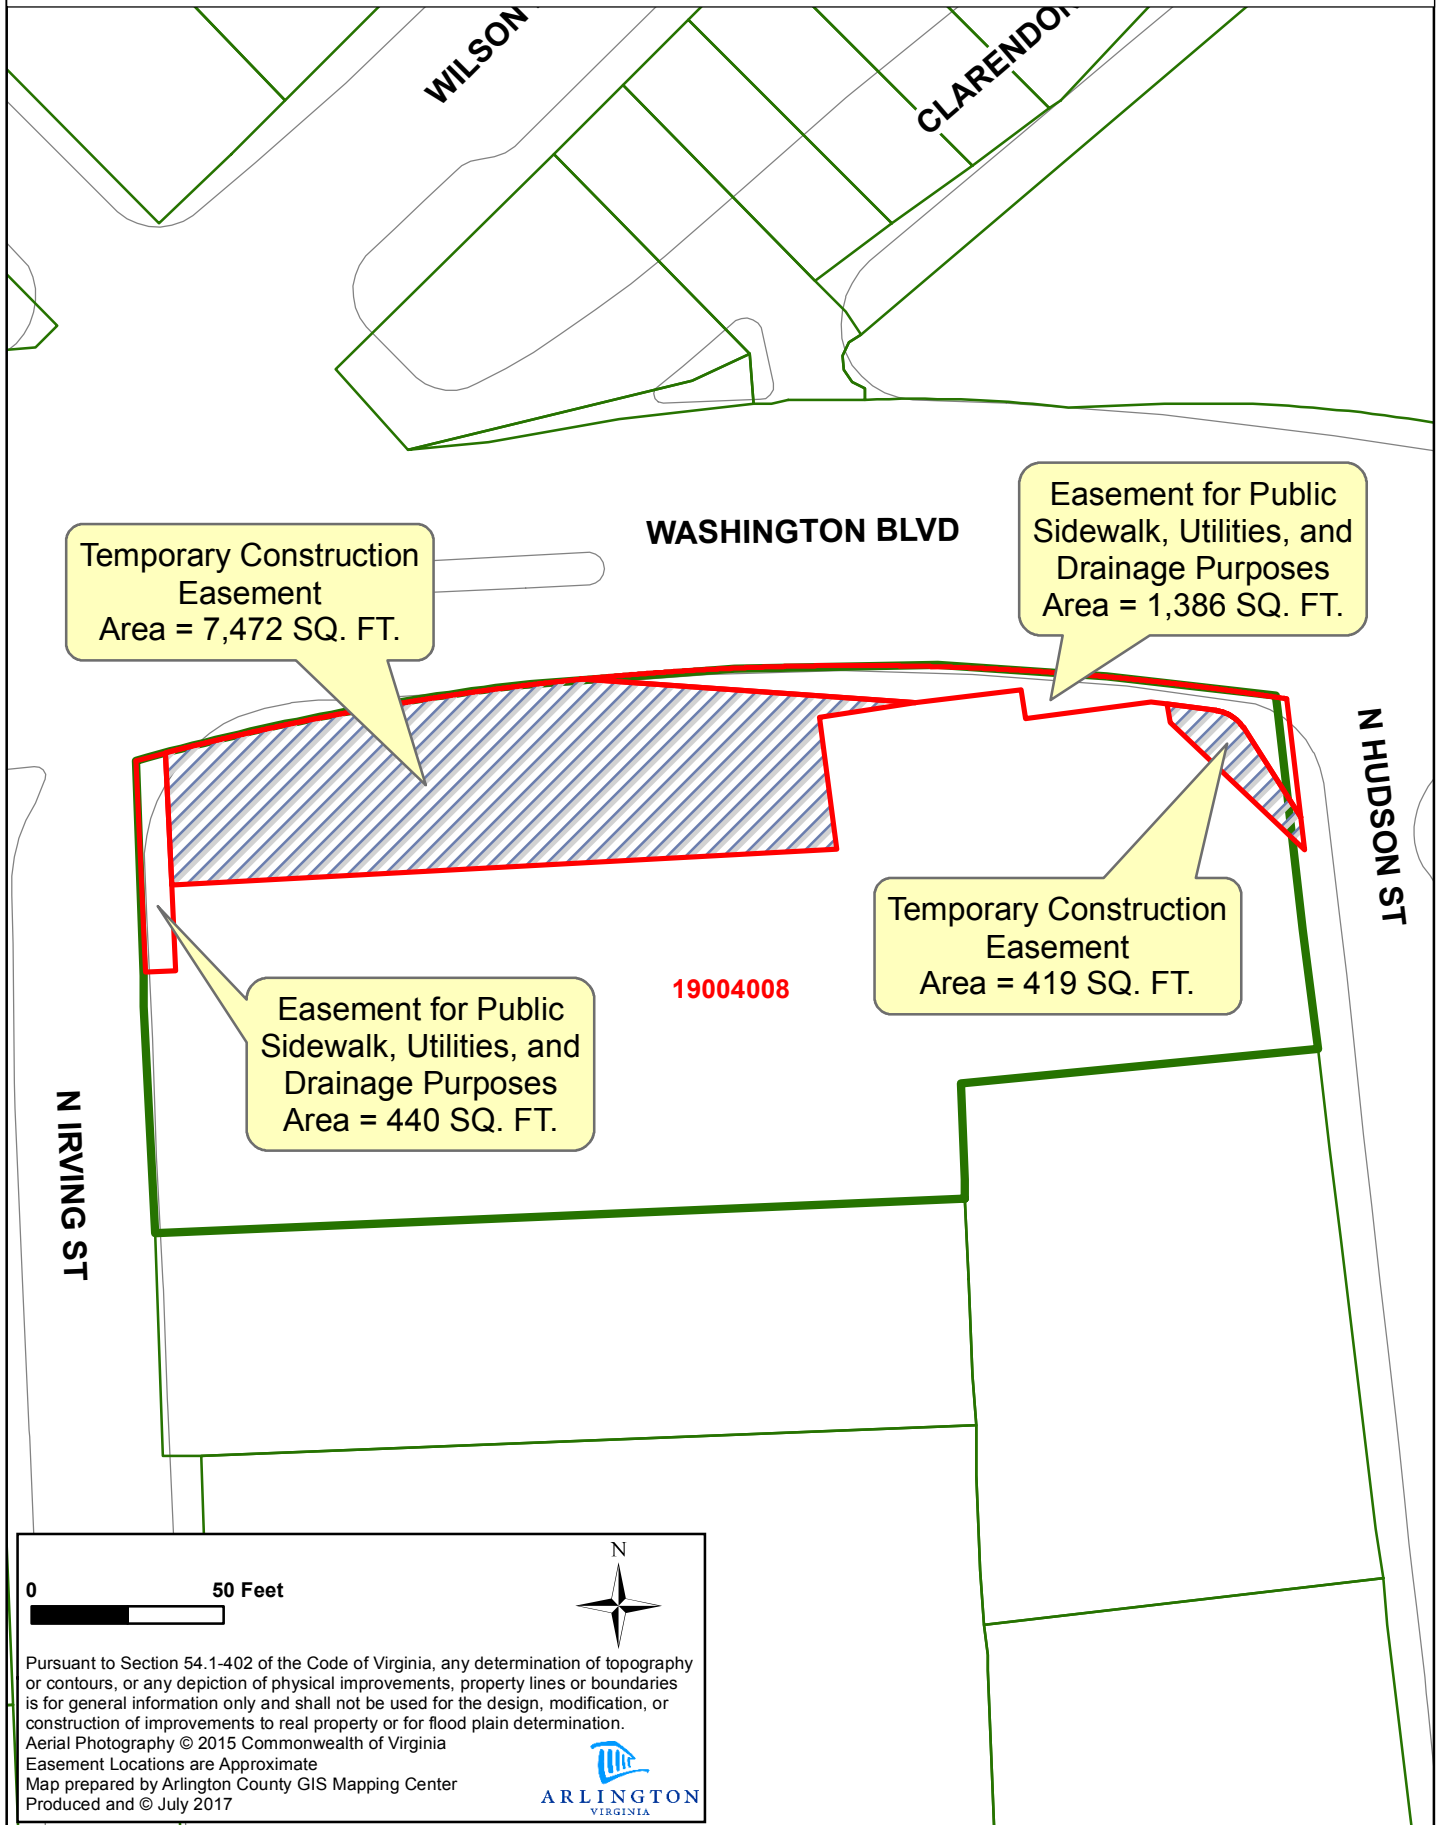 WILSON
CLARENDON
WASHINGTON BLVD
Temporary Construction
Easement
Area = 7,472 SQ. FT.
Easement for Public
Sidewalk, Utilities, and
Drainage Purposes
Area = 1,386 SQ. FT.
N HUDSON ST
Temporary Construction
Easement
Area = 419 SQ. FT.
19004008
Easement for Public
Sidewalk, Utilities, and
Drainage Purposes
Area = 440 SQ. FT.
N IRVING ST
N
0 50 Feet
Pursuant to Section 54.1-402 of the Code of Virginia, any determination of topography
or contours, or any depiction of physical improvements, property lines or boundaries
is for general information only and shall not be used for the design, modification, or
construction of improvements to real property or for flood plain determination.
Aerial Photography © 2015 Commonwealth of Virginia
Easement Locations are Approximate
Map prepared by Arlington County GIS Mapping Center
Produced and © July 2017
ARLINGTON
VIRGINIA